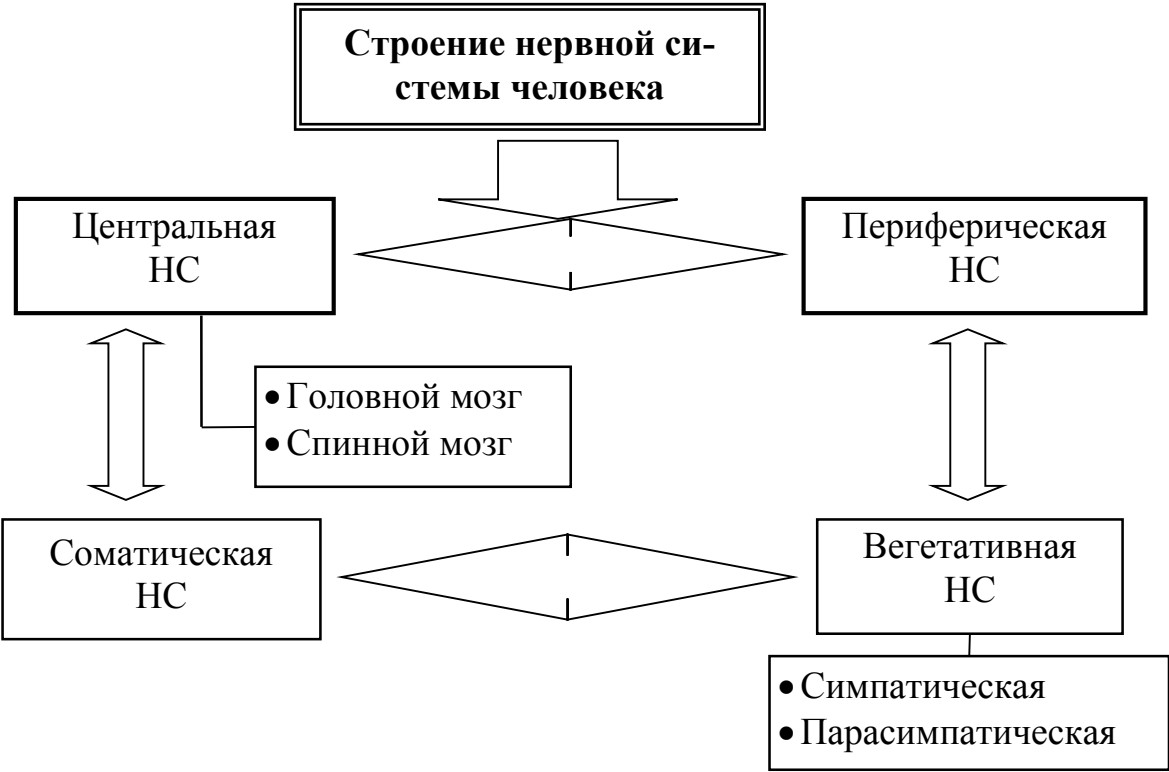 Строение нервной си-
стемы человека
Центральная
НС
Периферическая
НС
• Головной мозг
• Спинной мозг
Соматическая
НС
Вегетативная
НС
• Симпатическая
• Парасимпатическая